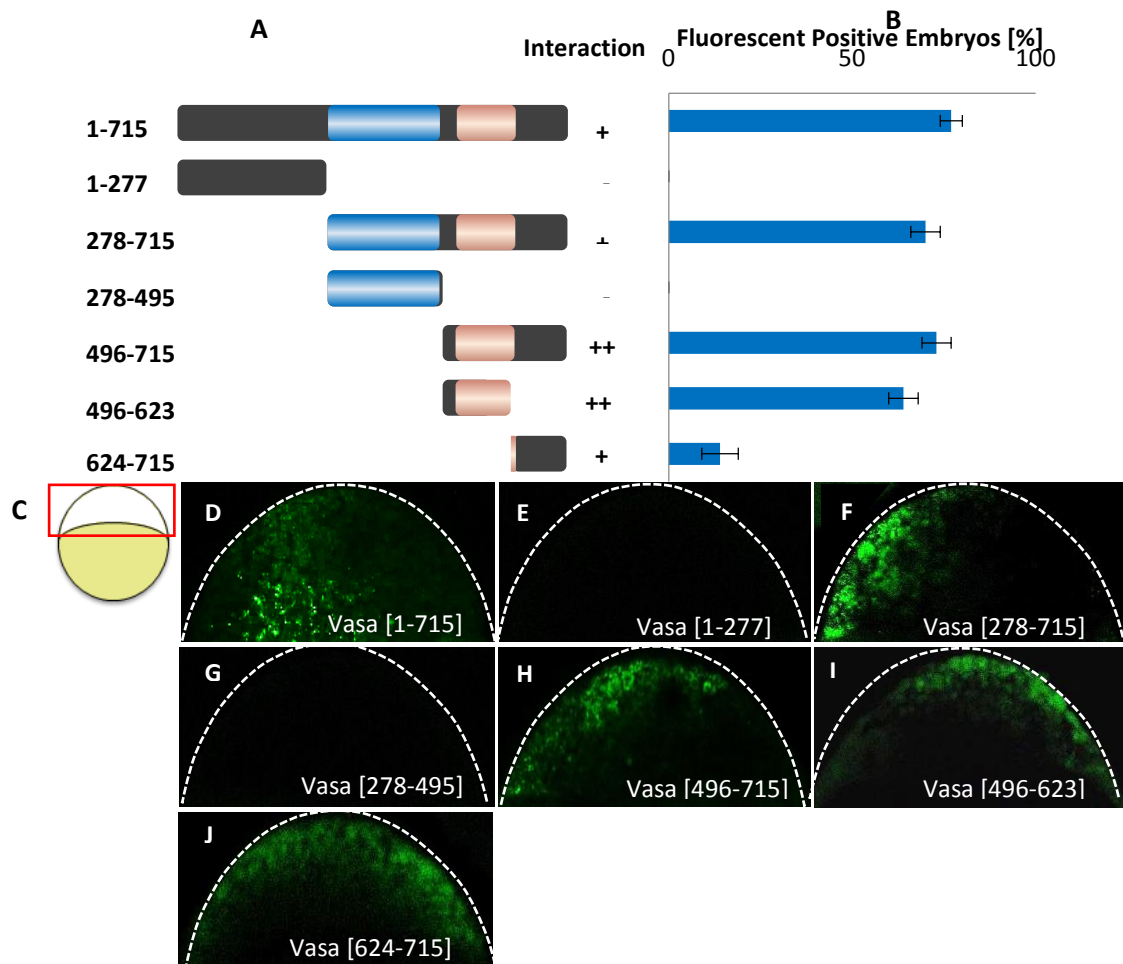 A
B
Interaction
Fluorescent Positive Embryos [%]
0 50 100
1-715 +
1-277 -
278-715 +
278-495 -
496-715 ++
496-623 ++
624-715 +
C
D
Vasa [1-715]
E
Vasa [1-277]
F
Vasa [278-715]
G
Vasa [278-495]
H
Vasa [496-715]
I
Vasa [496-623]
J
Vasa [624-715]